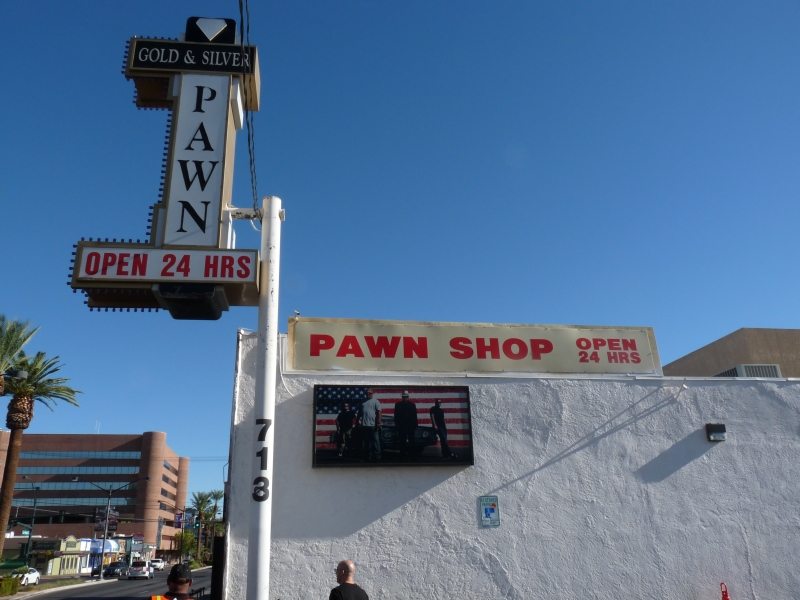 GOLD & SILVER
PAWN
OPEN 24 HRS
PAWN SHOP
OPEN
24 HRS
713